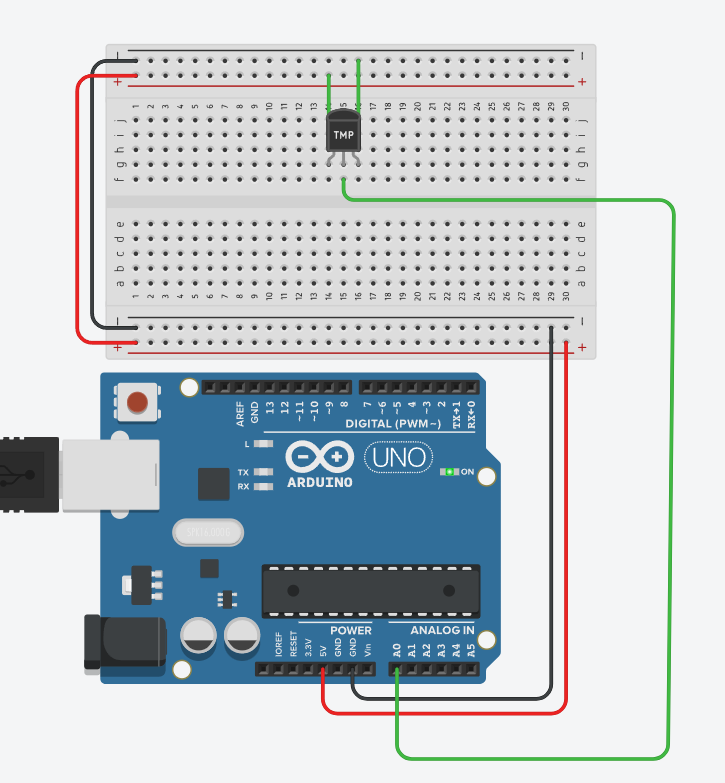 − −
+ +
1 2 3 4 5 6 7 8 9 10 11 12 13 15 17 18 19 20 21 22 23 24 25 26 27 28 29 30
j j
i TMP i
h h
g g
f f
e e
d d
c c
b b
a a
1 2 3 4 5 6 7 8 9 10 11 12 13 14 15 16 17 18 19 20 21 22 23 24 25 26 27 28 29 30
− −
+ +
AREF GND 13 12 ~11 ~10 ~9 8 7 ~6 ~5 4 ~3 2 TX→1 RX←0
DIGITAL (PWM~)
L
− +
UNO
TX ON
RX
ARDUINO
POWER ANALOG IN
IOREF RESET 3.3V 5V GND GND Vin A0 A1 A2 A3 A4 A5